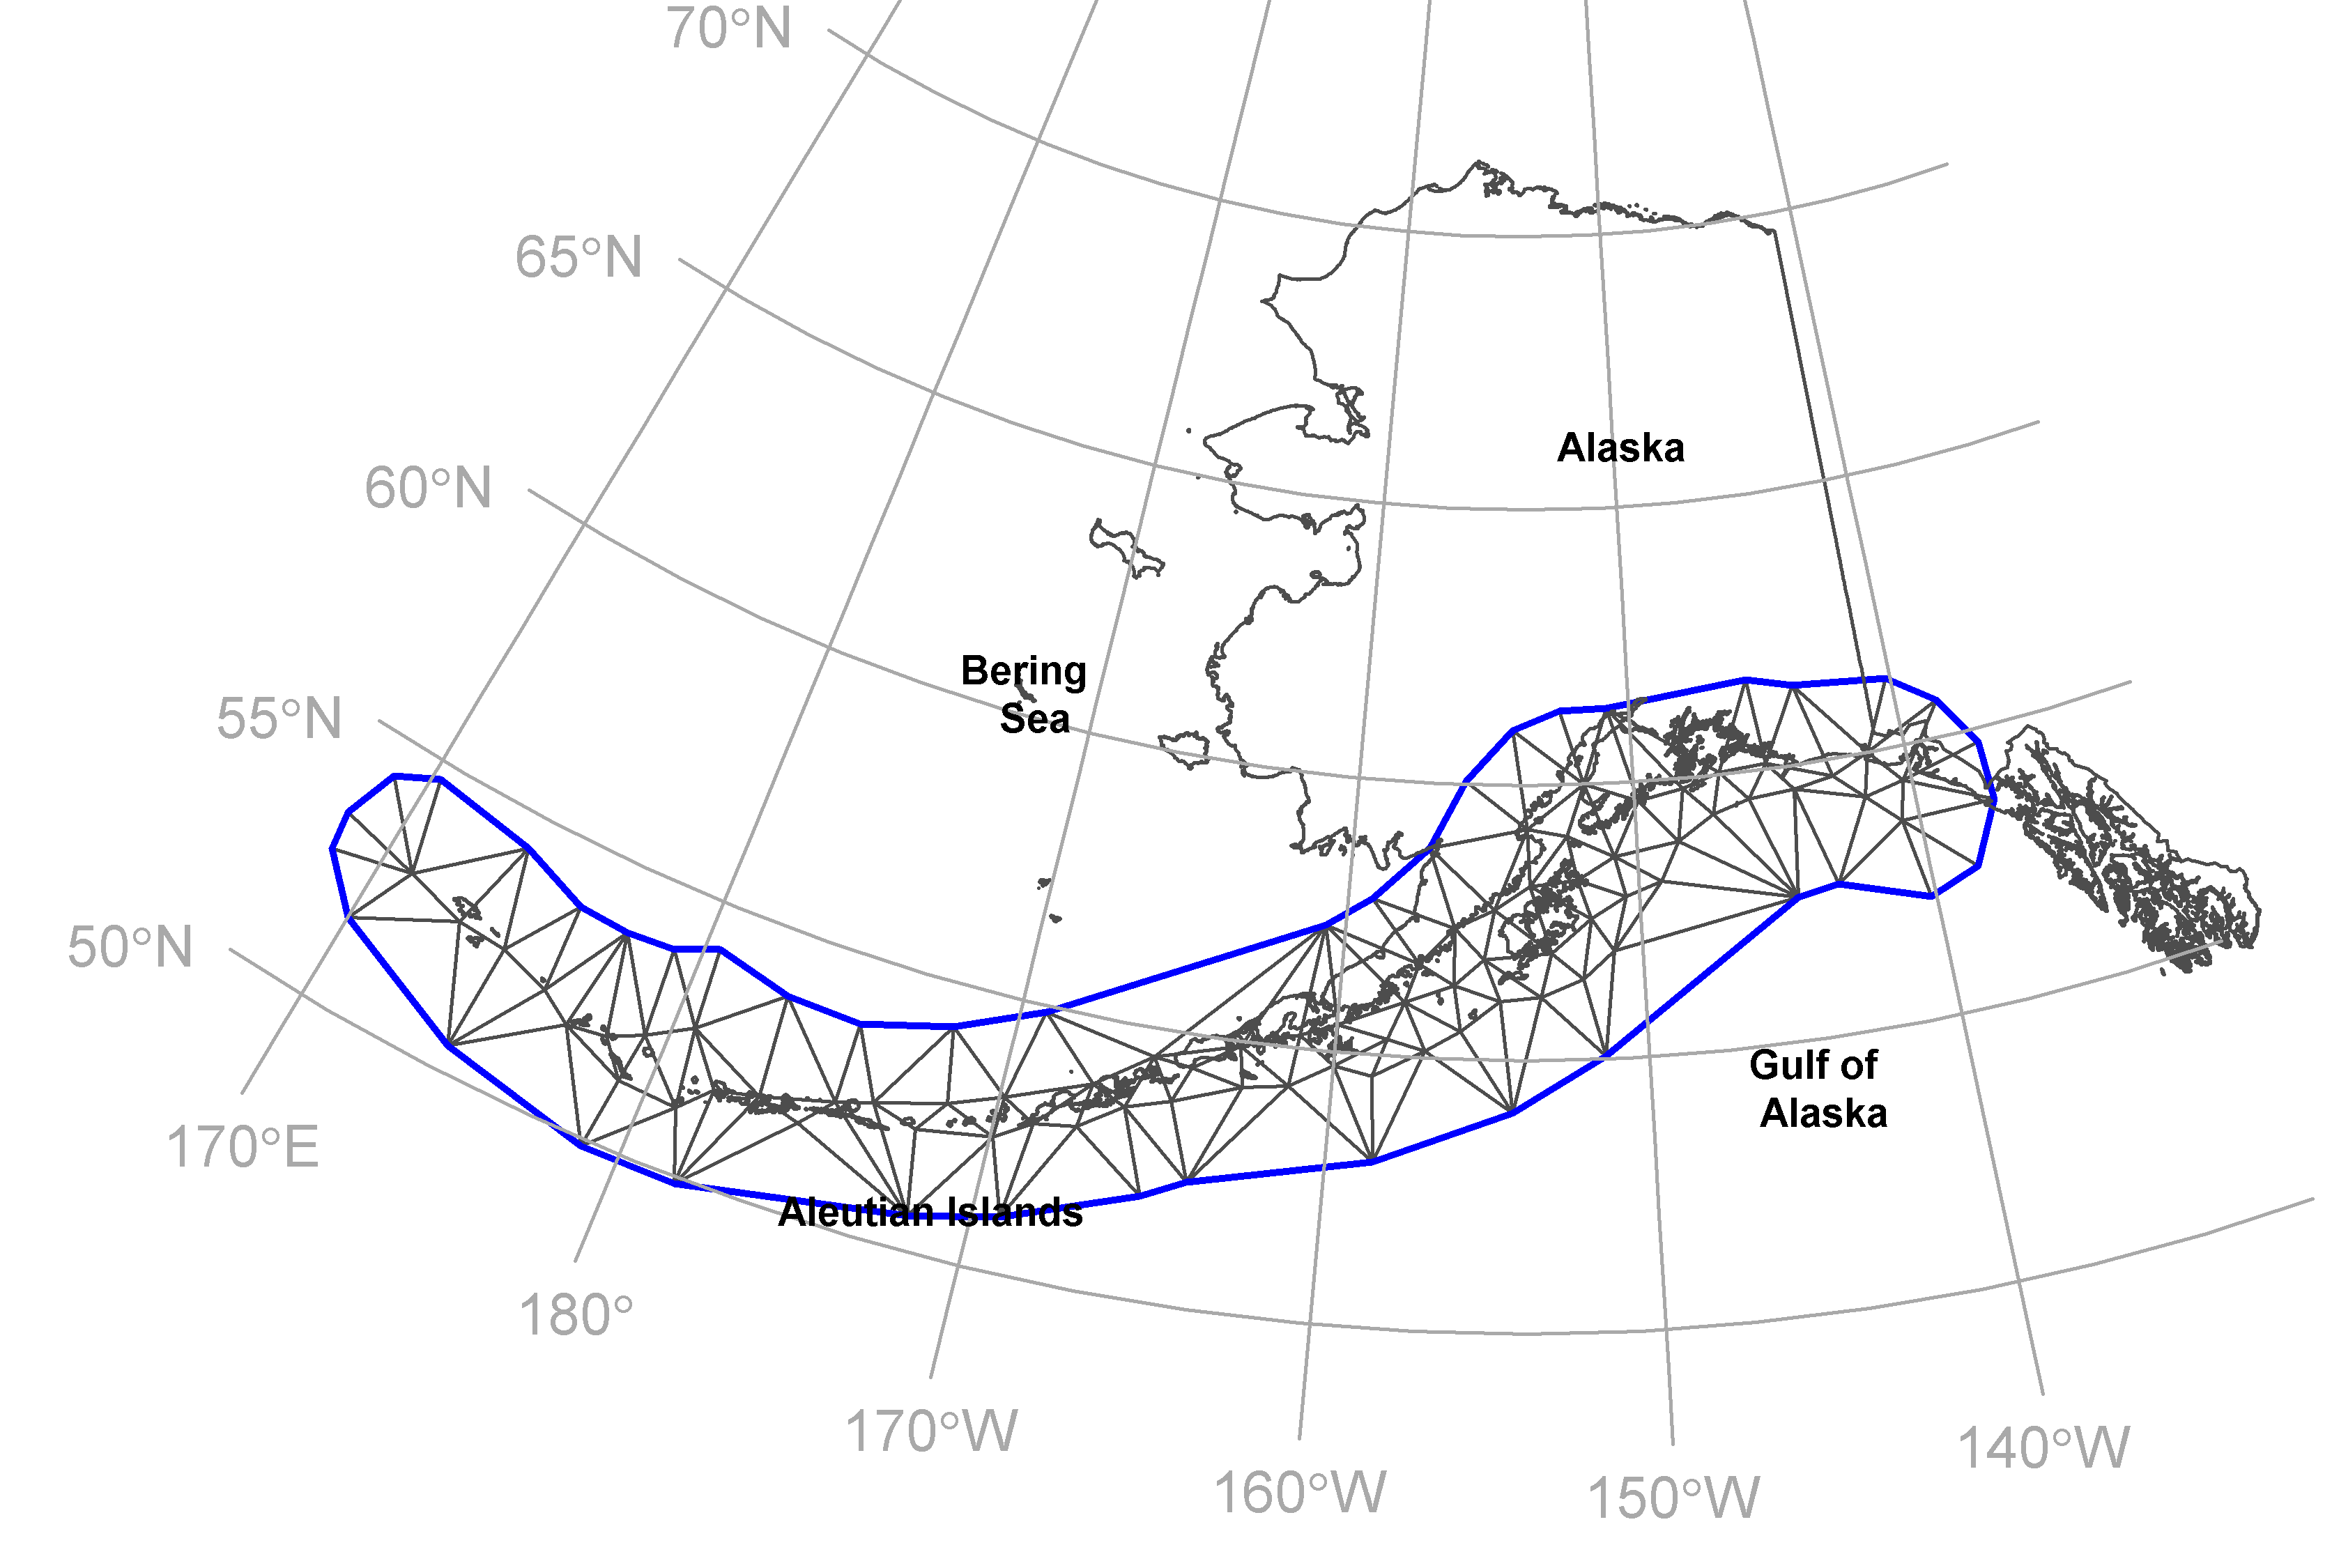 70°N
65°N
60°N
55°N
50°N
Alaska
Bering
Sea
Gulf of
Alaska
Aleutian Islands
170°E
180°
170°W
160°W
150°W
140°W